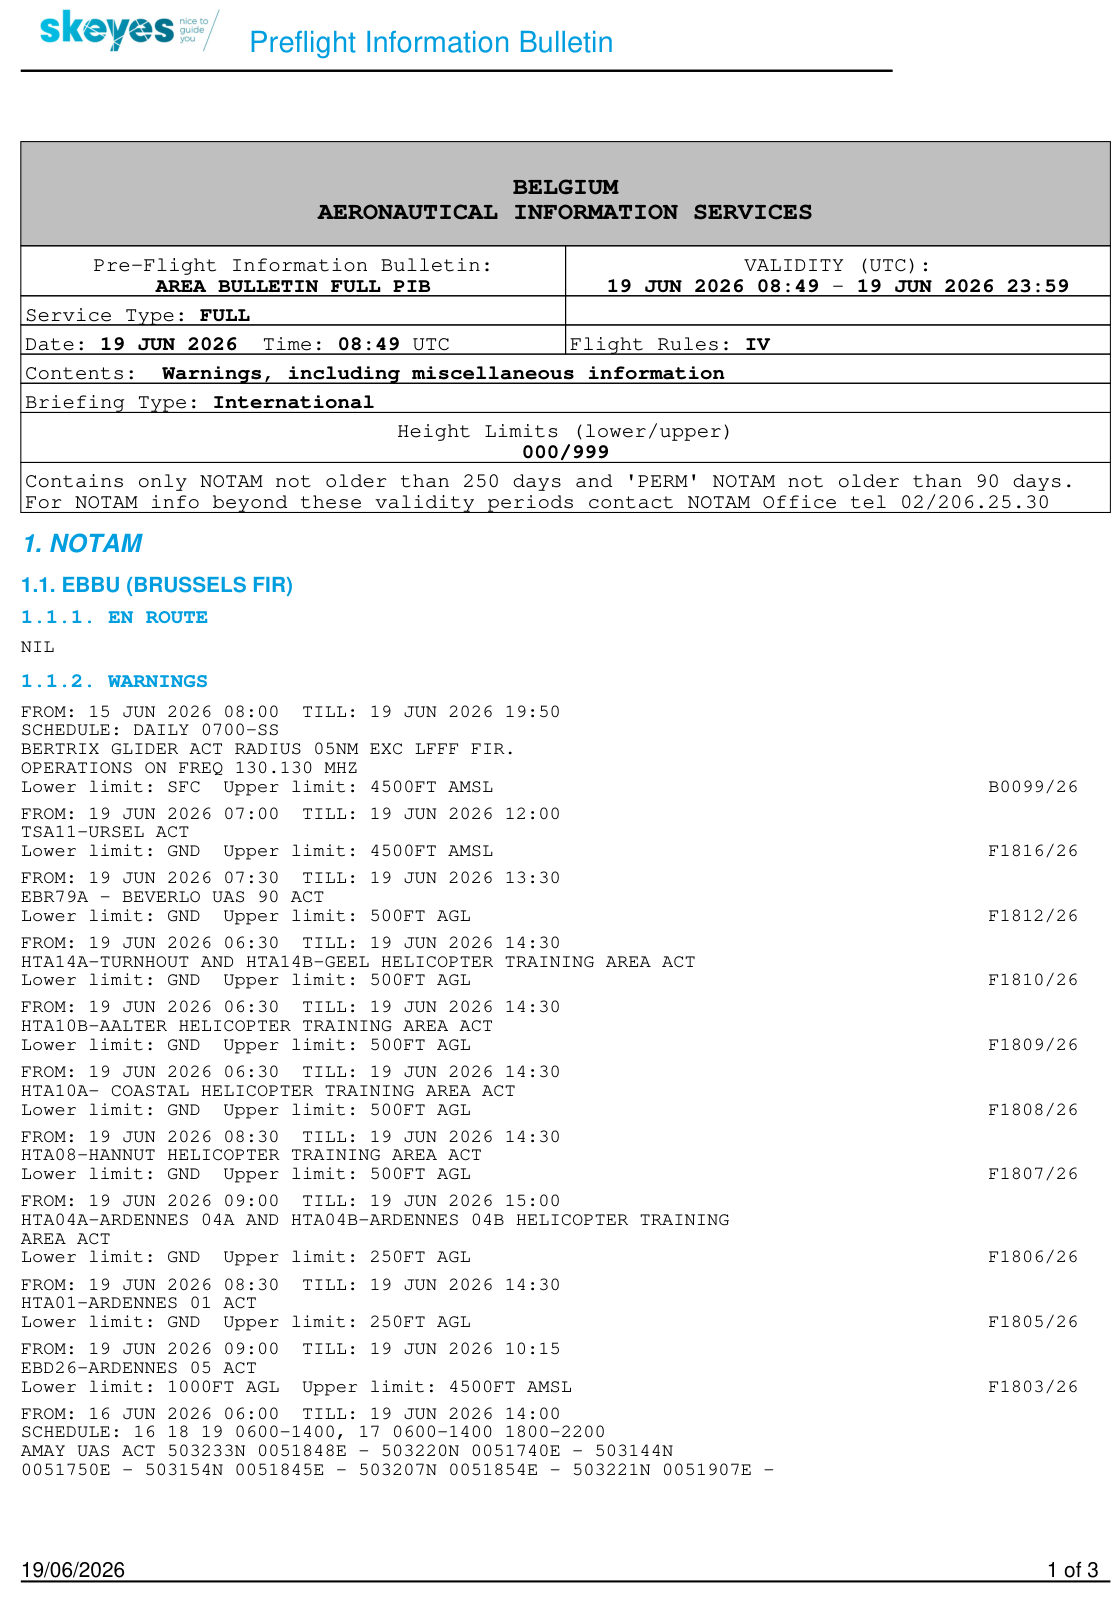 skeyes nice to guide you
Preflight Information Bulletin
BELGIUM
AERONAUTICAL INFORMATION SERVICES
Pre-Flight Information Bulletin:
AREA BULLETIN FULL PIB
VALIDITY (UTC):
19 JUN 2026 08:49 - 19 JUN 2026 23:59
Service Type: FULL
Date: 19 JUN 2026  Time: 08:49 UTC
Flight Rules: IV
Contents:  Warnings, including miscellaneous information
Briefing Type: International
Height Limits (lower/upper)
000/999
Contains only NOTAM not older than 250 days and 'PERM' NOTAM not older than 90 days.
For NOTAM info beyond these validity periods contact NOTAM Office tel 02/206.25.30
1. NOTAM
1.1. EBBU (BRUSSELS FIR)
1.1.1. EN ROUTE
NIL
1.1.2. WARNINGS
FROM: 15 JUN 2026 08:00  TILL: 19 JUN 2026 19:50
SCHEDULE: DAILY 0700-SS
BERTRIX GLIDER ACT RADIUS 05NM EXC LFFF FIR.
OPERATIONS ON FREQ 130.130 MHZ
Lower limit: SFC  Upper limit: 4500FT AMSL B0099/26
FROM: 19 JUN 2026 07:00  TILL: 19 JUN 2026 12:00
TSA11-URSEL ACT
Lower limit: GND  Upper limit: 4500FT AMSL F1816/26
FROM: 19 JUN 2026 07:30  TILL: 19 JUN 2026 13:30
EBR79A - BEVERLO UAS 90 ACT
Lower limit: GND  Upper limit: 500FT AGL F1812/26
FROM: 19 JUN 2026 06:30  TILL: 19 JUN 2026 14:30
HTA14A-TURNHOUT AND HTA14B-GEEL HELICOPTER TRAINING AREA ACT
Lower limit: GND  Upper limit: 500FT AGL F1810/26
FROM: 19 JUN 2026 06:30  TILL: 19 JUN 2026 14:30
HTA10B-AALTER HELICOPTER TRAINING AREA ACT
Lower limit: GND  Upper limit: 500FT AGL F1809/26
FROM: 19 JUN 2026 06:30  TILL: 19 JUN 2026 14:30
HTA10A- COASTAL HELICOPTER TRAINING AREA ACT
Lower limit: GND  Upper limit: 500FT AGL F1808/26
FROM: 19 JUN 2026 08:30  TILL: 19 JUN 2026 14:30
HTA08-HANNUT HELICOPTER TRAINING AREA ACT
Lower limit: GND  Upper limit: 500FT AGL F1807/26
FROM: 19 JUN 2026 09:00  TILL: 19 JUN 2026 15:00
HTA04A-ARDENNES 04A AND HTA04B-ARDENNES 04B HELICOPTER TRAINING
AREA ACT
Lower limit: GND  Upper limit: 250FT AGL F1806/26
FROM: 19 JUN 2026 08:30  TILL: 19 JUN 2026 14:30
HTA01-ARDENNES 01 ACT
Lower limit: GND  Upper limit: 250FT AGL F1805/26
FROM: 19 JUN 2026 09:00  TILL: 19 JUN 2026 10:15
EBD26-ARDENNES 05 ACT
Lower limit: 1000FT AGL  Upper limit: 4500FT AMSL F1803/26
FROM: 16 JUN 2026 06:00  TILL: 19 JUN 2026 14:00
SCHEDULE: 16 18 19 0600-1400, 17 0600-1400 1800-2200
AMAY UAS ACT 503233N 0051848E - 503220N 0051740E - 503144N
0051750E - 503154N 0051845E - 503207N 0051854E - 503221N 0051907E -
19/06/2026
1 of 3